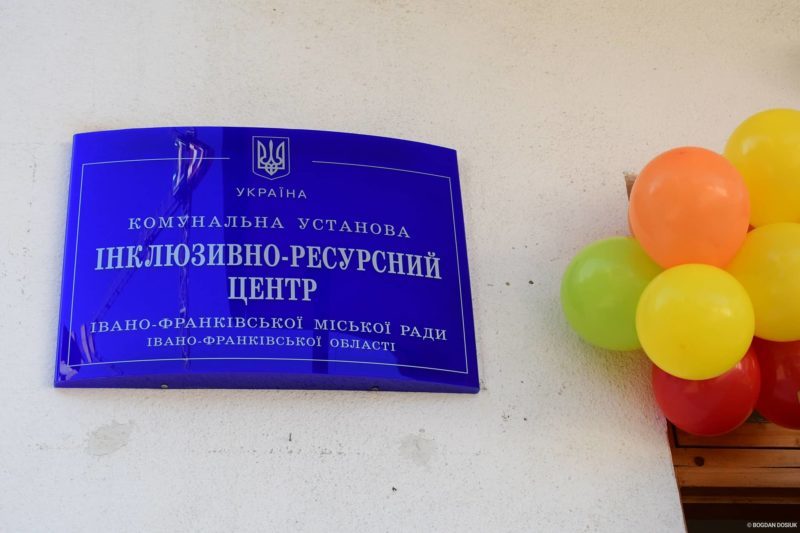 УКРАЇНА
КОМУНАЛЬНА УСТАНОВА
ІНКЛЮЗИВНО-РЕСУРСНИЙ
ЦЕНТР
ІВАНО-ФРАНКІВСЬКОЇ МІСЬКОЇ РАДИ
ІВАНО-ФРАНКІВСЬКОЇ ОБЛАСТІ
© BOGDAN DOSIUK